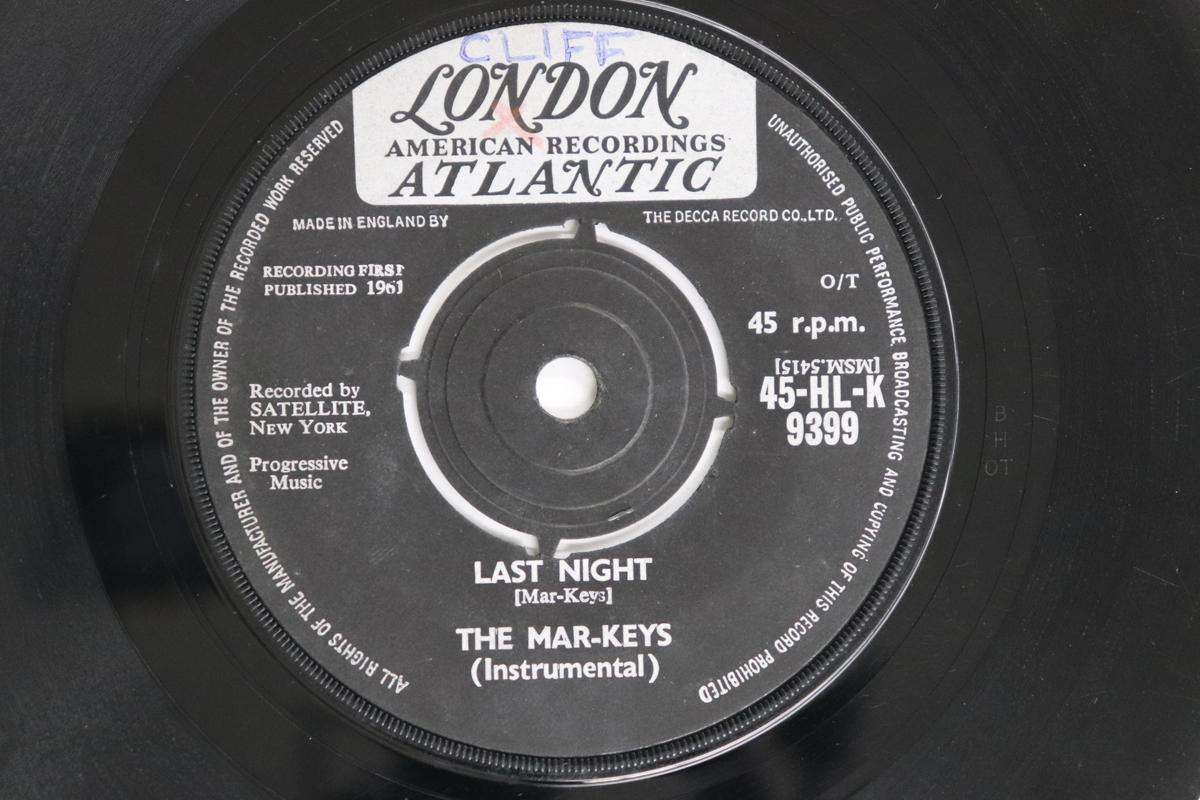 CLIFF
LONDON
AMERICAN RECORDINGS
ATLANTIC
MADE IN ENGLAND BY
THE DECCA RECORD CO., LTD.
RECORDING FIRST
PUBLISHED 1961
O/T
45 r.p.m.
[MSM.5415]
45-HL-K
9399
Recorded by
SATELLITE,
NEW YORK
Progressive
Music
LAST NIGHT
[Mar-Keys]
THE MAR-KEYS
(Instrumental)
ALL RIGHTS OF THE MANUFACTURER AND OF THE OWNER OF THE RECORDED WORK RESERVED
UNAUTHORISED PUBLIC PERFORMANCE BROADCASTING AND COPYING OF THIS RECORD PROHIBITED
B
H
OT